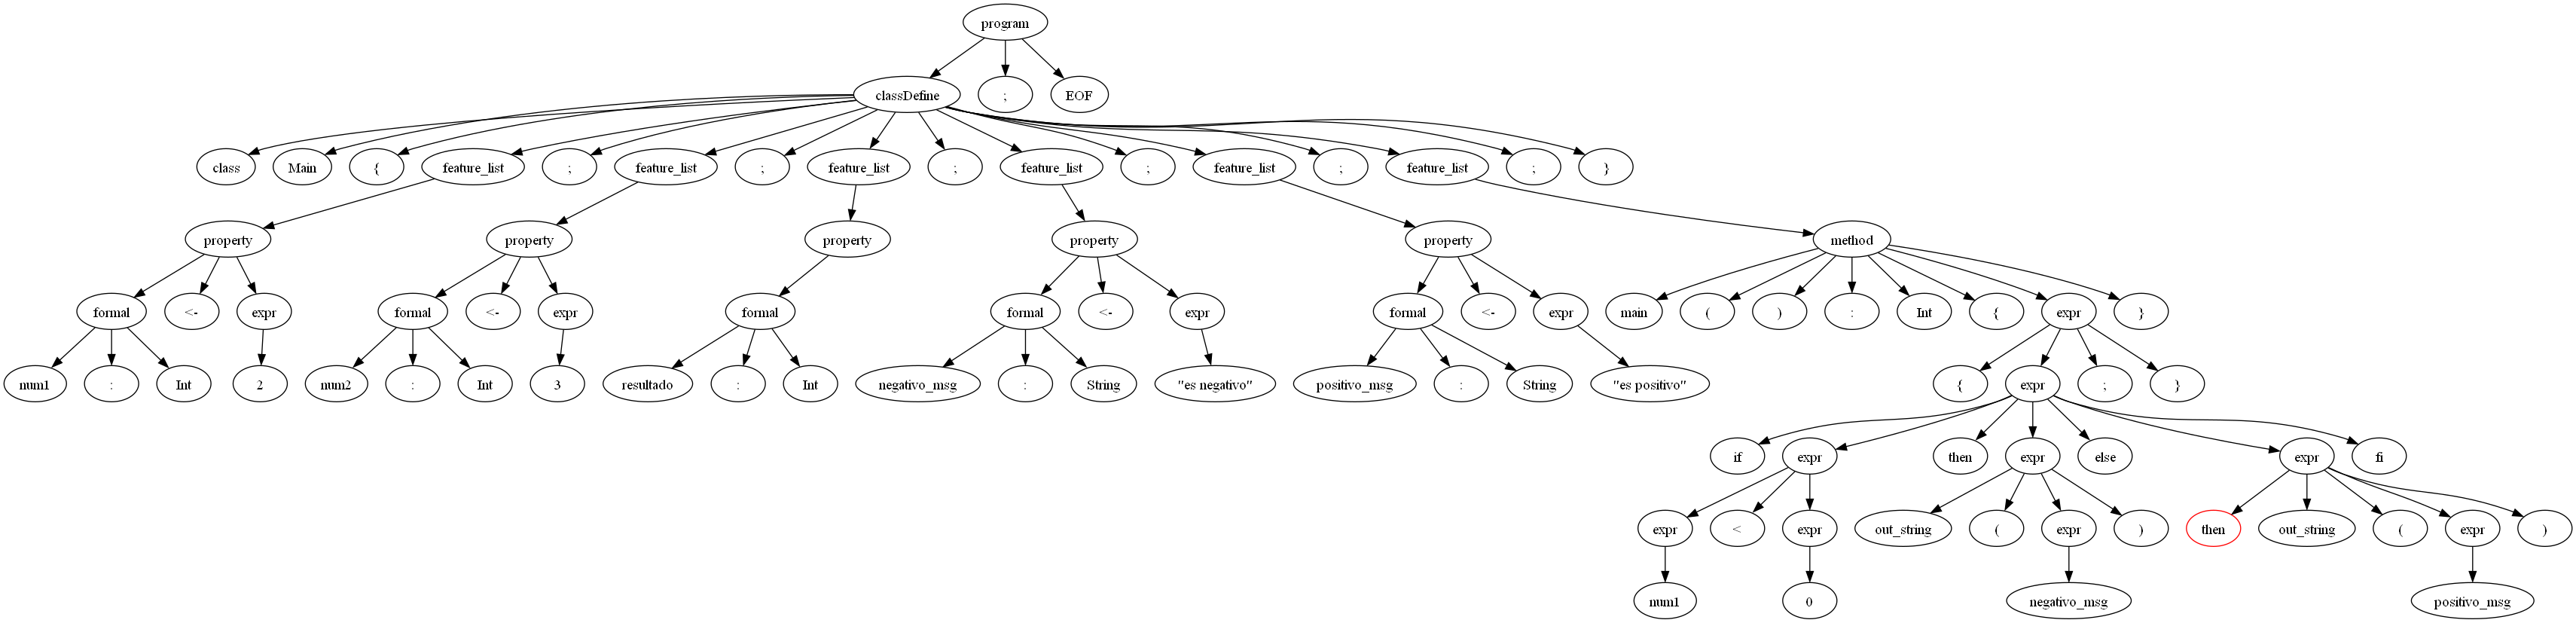 program
classDefine ; EOF
class Main { feature_list ; feature_list ; feature_list ; feature_list ; feature_list ; feature_list ; }
property property property property property method
formal <- expr formal <- expr formal formal <- expr formal <- expr main ( ) : Int { expr }
num1 : Int 2 num2 : Int 3 resultado : Int negativo_msg : String "es negativo" positivo_msg : String "es positivo" { expr ; }
if expr then expr else expr fi
expr < expr out_string ( expr ) then out_string ( expr )
num1 0 negativo_msg positivo_msg